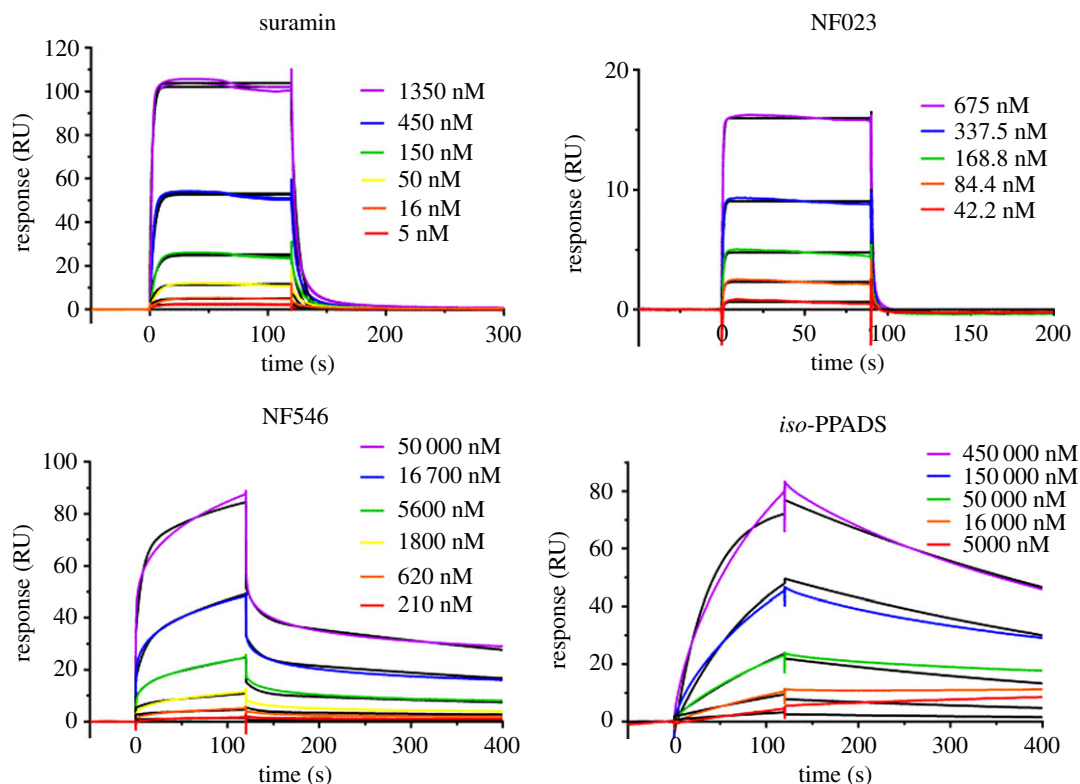 suramin
120
100
80
60
40
20
0
response (RU)
1350 nM
450 nM
150 nM
50 nM
16 nM
5 nM
0 100 200 300
time (s)
NF023
20
10
0
response (RU)
675 nM
337.5 nM
168.8 nM
84.4 nM
42.2 nM
0 50 100 150 200
time (s)
NF546
100
80
60
40
20
0
response (RU)
50 000 nM
16 700 nM
5600 nM
1800 nM
620 nM
210 nM
0 100 200 300 400
time (s)
iso-PPADS
80
60
40
20
0
response (RU)
450 000 nM
150 000 nM
50 000 nM
16 000 nM
5000 nM
0 100 200 300 400
time (s)